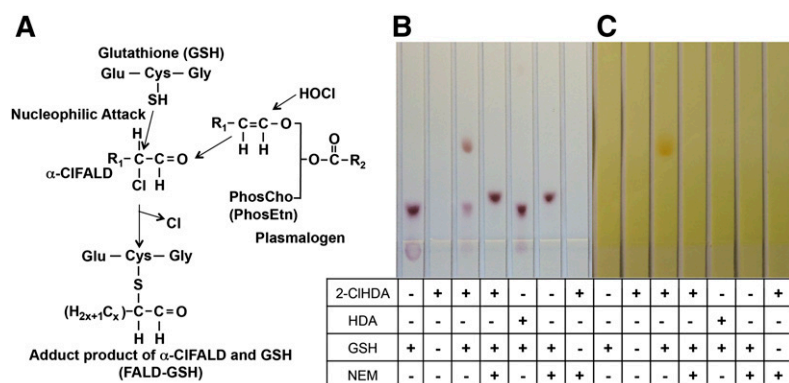 A
B
C
Glutathione (GSH)
Glu — Cys — Gly
SH
Nucleophilic Attack
HOCl
H
R1 — C — C = O
Cl H
α-ClFALD
R1 — C = C — O
H H
O
O — C — R2
PhosCho
(PhosEtn)
Plasmalogen
Cl
Glu — Cys — Gly
S
(H2x+1Cx) — C — C = O
H H
Adduct product of α-ClFALD and GSH
(FALD-GSH)
2-ClHDA - + + + - - + - + + + - - +
HDA - - - - + - - - - - - + - -
GSH + - + + + + - + - + + + + -
NEM - - - + - + + - - - + - + +